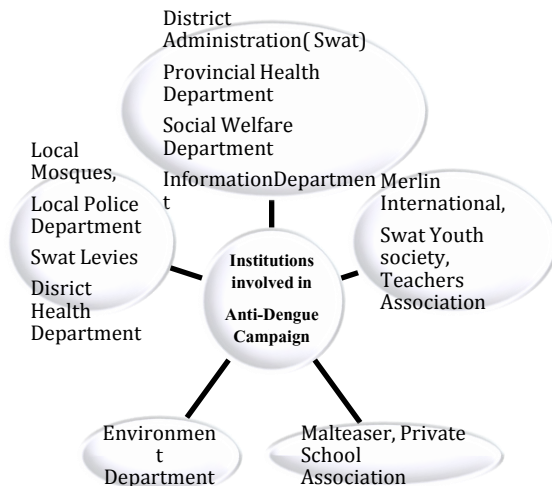 District
Administration( Swat)
Provincial Health
Department
Social Welfare
Department
InformationDepartmen
t
Local
Mosques,
Local Police
Department
Swat Levies
Disrict
Health
Department
Merlin
International,
Swat Youth
society,
Teachers
Association
Institutions
involved in
Anti-Dengue
Campaign
Environmen
t
Department
Malteaser, Private
School
Association